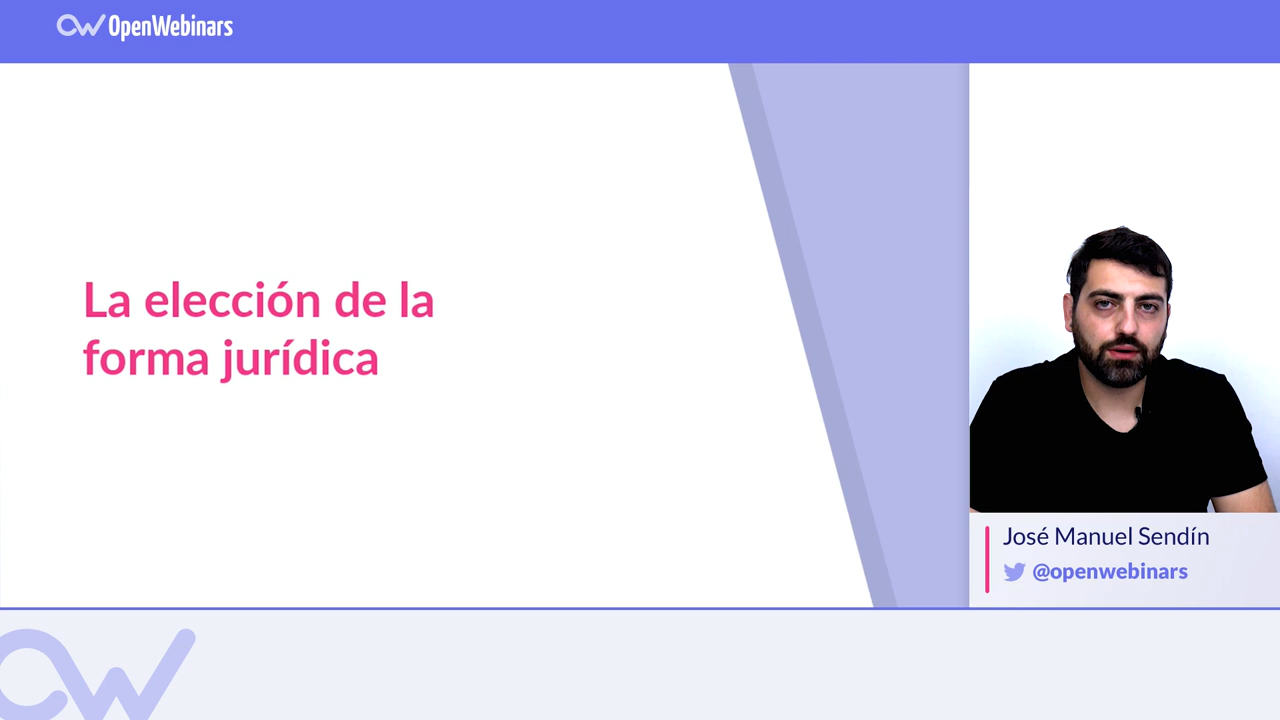 OpenWebinars
La elección de la
forma jurídica
José Manuel Sendín
@openwebinars